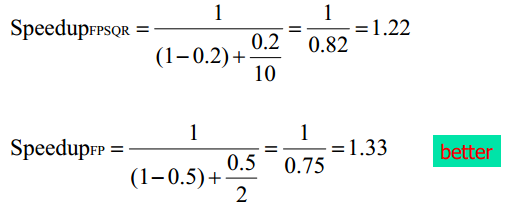 SpeedupFPSQR = 1 / ((1−0.2)+ 0.2/10) = 1/0.82 =1.22
SpeedupFP = 1 / ((1−0.5)+ 0.5/2) = 1/0.75 =1.33 better